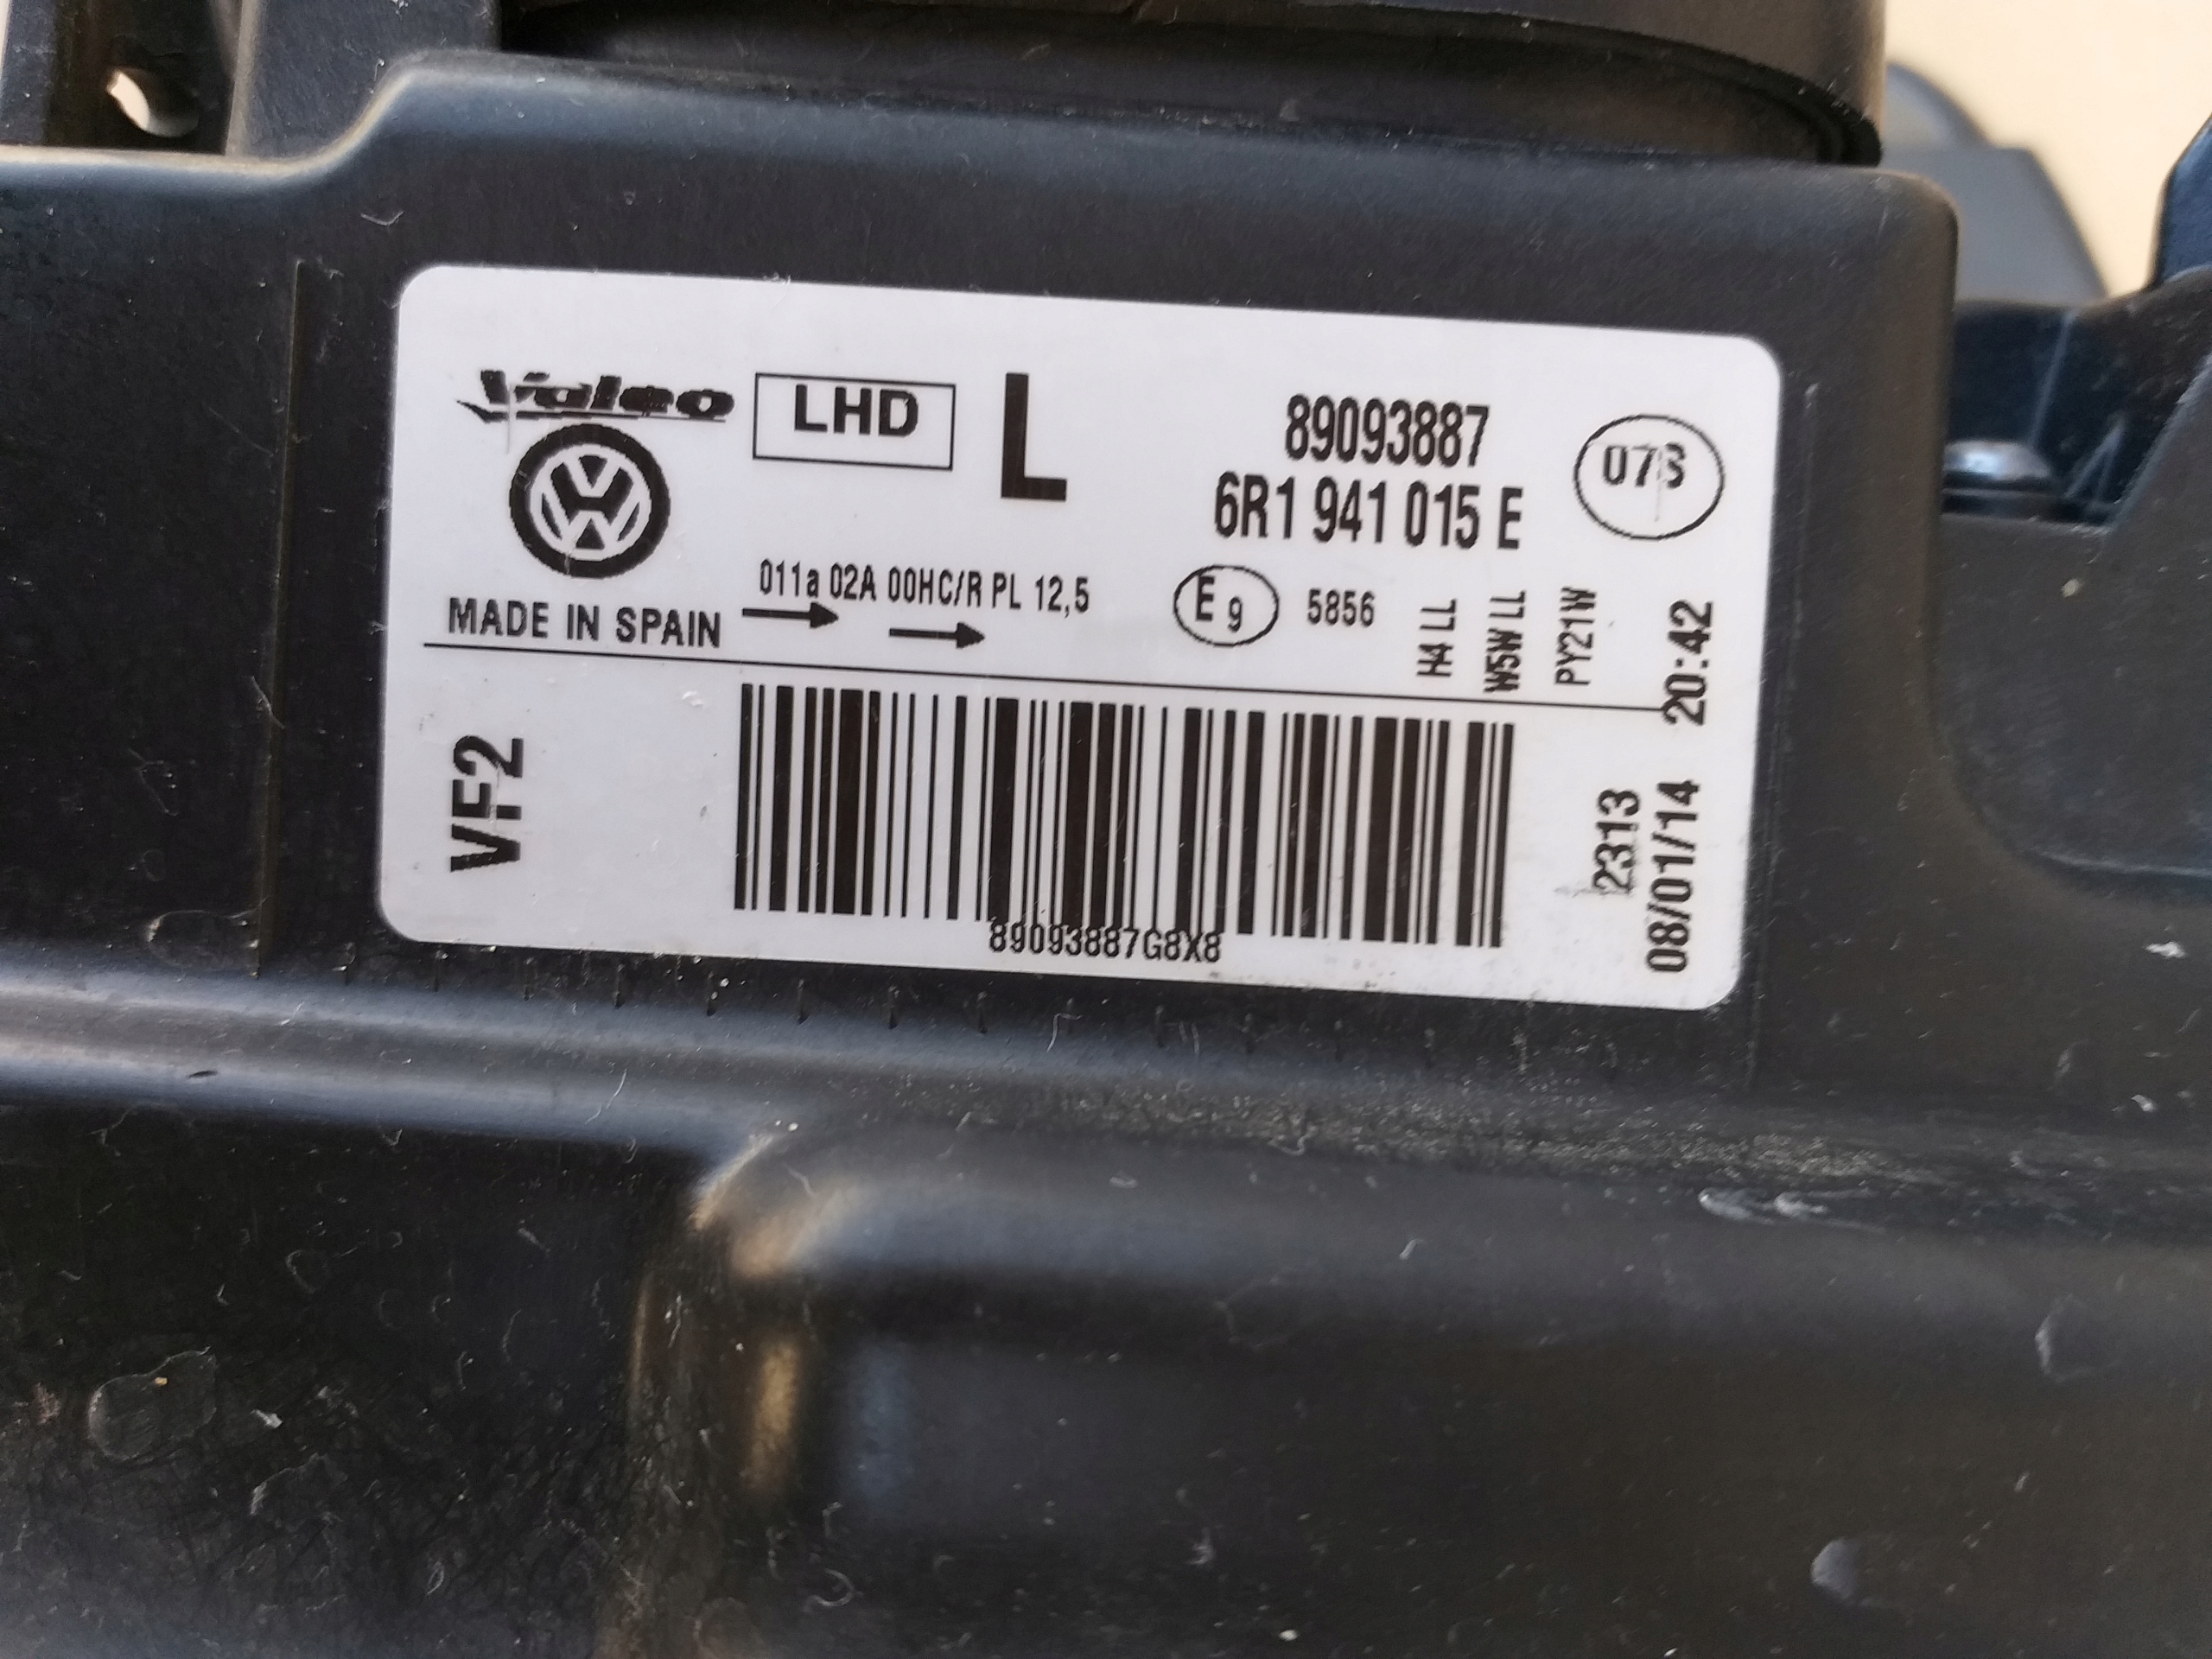 Valeo
LHD
L
89093887
6R1 941 015 E
07S
011a 02A 00HC/R PL 12,5
E9
5856
H4 LL
W5W LL
PY21W
MADE IN SPAIN
VF2
89093887G8X8
2313
08/01/14 20:42